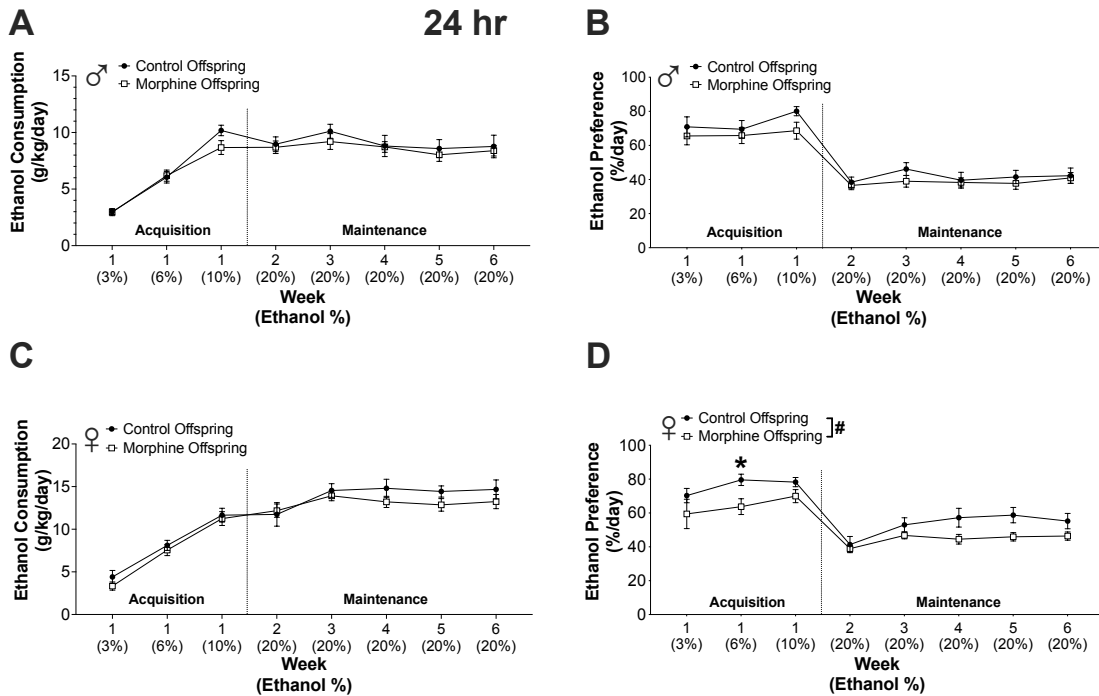 A
24 hr
B
♂
Control Offspring
Morphine Offspring
Ethanol Consumption
(g/kg/day)
15
10
5
0
Acquisition
Maintenance
1 1 1 2 3 4 5 6
(3%) (6%) (10%) (20%) (20%) (20%) (20%) (20%)
Week
(Ethanol %)
♂
Control Offspring
Morphine Offspring
Ethanol Preference
(%/day)
100
80
60
40
20
0
Acquisition
Maintenance
1 1 1 2 3 4 5 6
(3%) (6%) (10%) (20%) (20%) (20%) (20%) (20%)
Week
(Ethanol %)
C
D
♀
Control Offspring
Morphine Offspring
Ethanol Consumption
(g/kg/day)
20
15
10
5
0
Acquisition
Maintenance
1 1 1 2 3 4 5 6
(3%) (6%) (10%) (20%) (20%) (20%) (20%) (20%)
Week
(Ethanol %)
♀
Control Offspring
Morphine Offspring
#
*
Ethanol Preference
(%/day)
100
80
60
40
20
0
Acquisition
Maintenance
1 1 1 2 3 4 5 6
(3%) (6%) (10%) (20%) (20%) (20%) (20%) (20%)
Week
(Ethanol %)